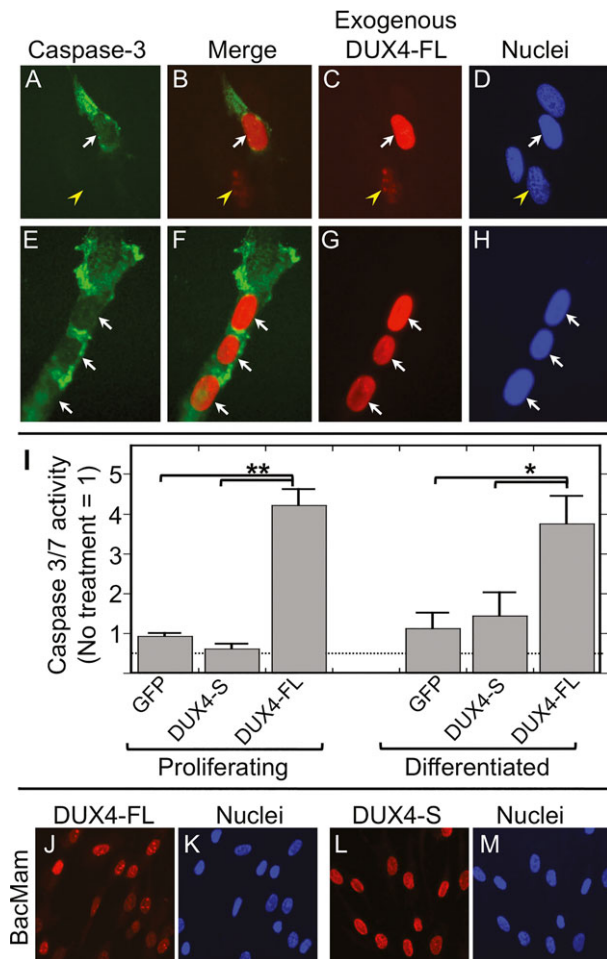 Caspase-3 Merge Exogenous DUX4-FL Nuclei
A B C D
E F G H
I
Caspase 3/7 activity
(No treatment = 1)
5
4
3
2
1
** *
GFP DUX4-S DUX4-FL GFP DUX4-S DUX4-FL
Proliferating Differentiated
DUX4-FL Nuclei DUX4-S Nuclei
BacMam
J K L M